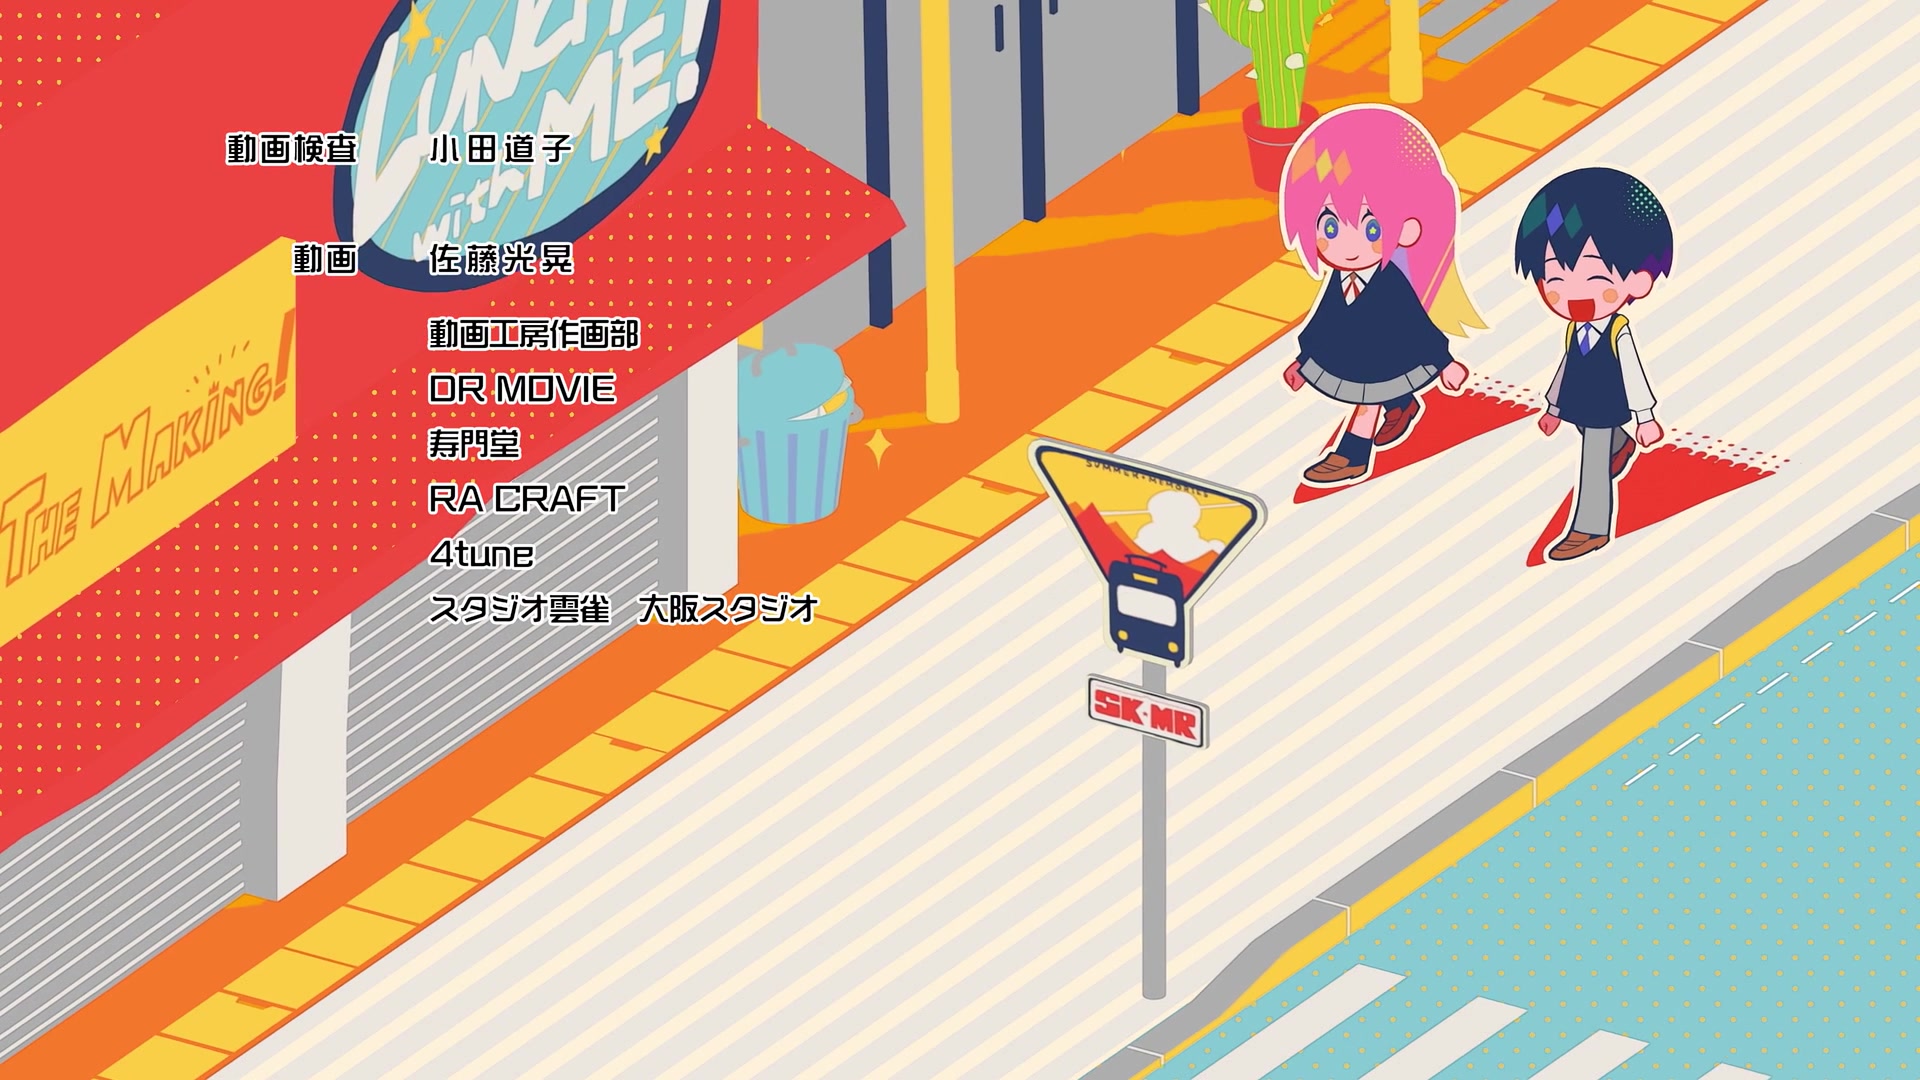 LUNCH
with ME!
動画検査 小田道子
動画 佐藤光晃
動画工房作画部
DR MOVIE
寿門堂
RA CRAFT
4tune
スタジオ雲雀 大阪スタジオ
THE MAKING!
SUMMER・MEMORIES
SK・MR